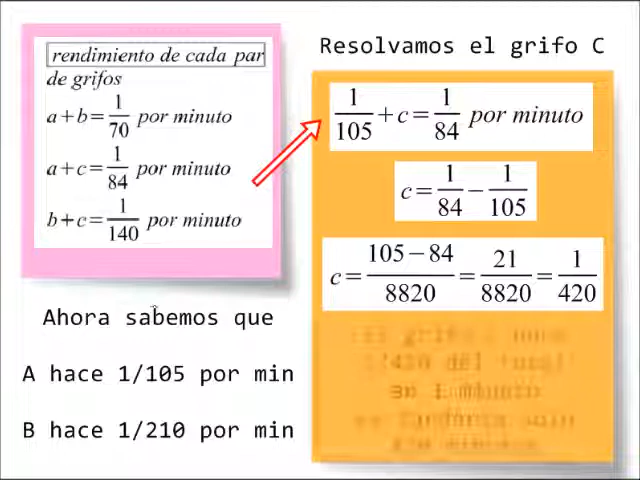 rendimiento de cada par
de grifos
a+b=1/70 por minuto
a+c=1/84 por minuto
b+c=1/140 por minuto
Resolvamos el grifo C
1/105+c=1/84 por minuto
c=1/84−1/105
c=105−84/8820=21/8820=1/420
Ahora sabemos que
A hace 1/105 por min
B hace 1/210 por min